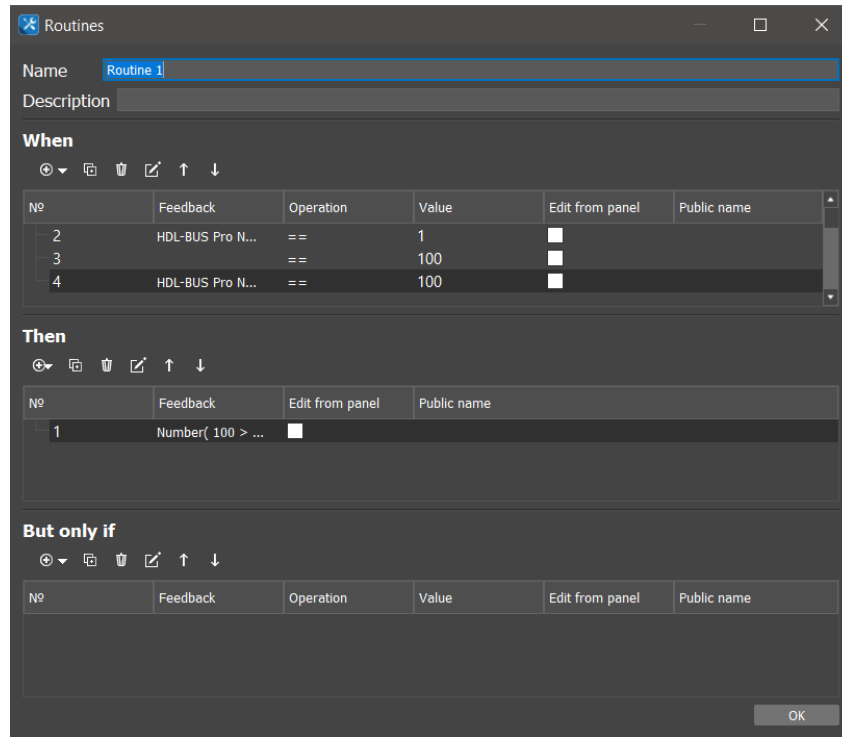 Routines
Name Routine 1
Description
When
№ Feedback Operation Value Edit from panel Public name
2 HDL-BUS Pro N... == 1
3 == 100
4 HDL-BUS Pro N... == 100
Then
№ Feedback Edit from panel Public name
1 Number( 100 > ...
But only if
№ Feedback Operation Value Edit from panel Public name
OK